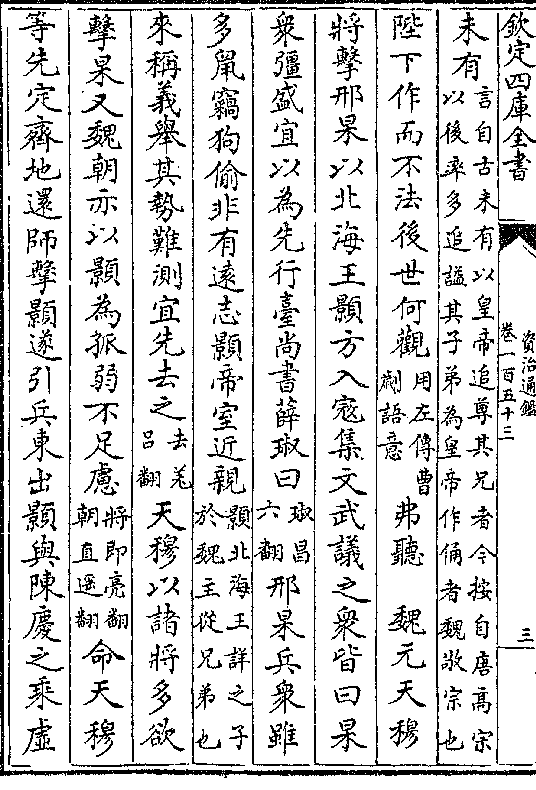 欽定四庫全書
資治通鑑
卷一百五十三
三
未有言自古未有以皇帝追尊其兄者今按自唐高宗以後率多追諡其子弟為皇帝作俑者魏敬宗也
陛下作而不法後世何觀用左傳曹劌語意弗聽　魏元天穆
將擊邢杲以北海王顥方入寇集文武議之衆皆曰杲
衆彊盛宜以為先行臺尚書薛琡曰琡昌六翻邢杲兵衆雖
多鼠竊狗偷非有遠志顥帝室近親顥北海王詳之子於魏主從兄弟也
來稱義舉其勢難測宜先去之去羌呂翻天穆以諸將多欲
擊杲又魏朝亦以顥為孤弱不足慮將即亮翻朝直遥翻命天穆
等先定齊地還師擊顥遂引兵東出顥與陳慶之乘虛